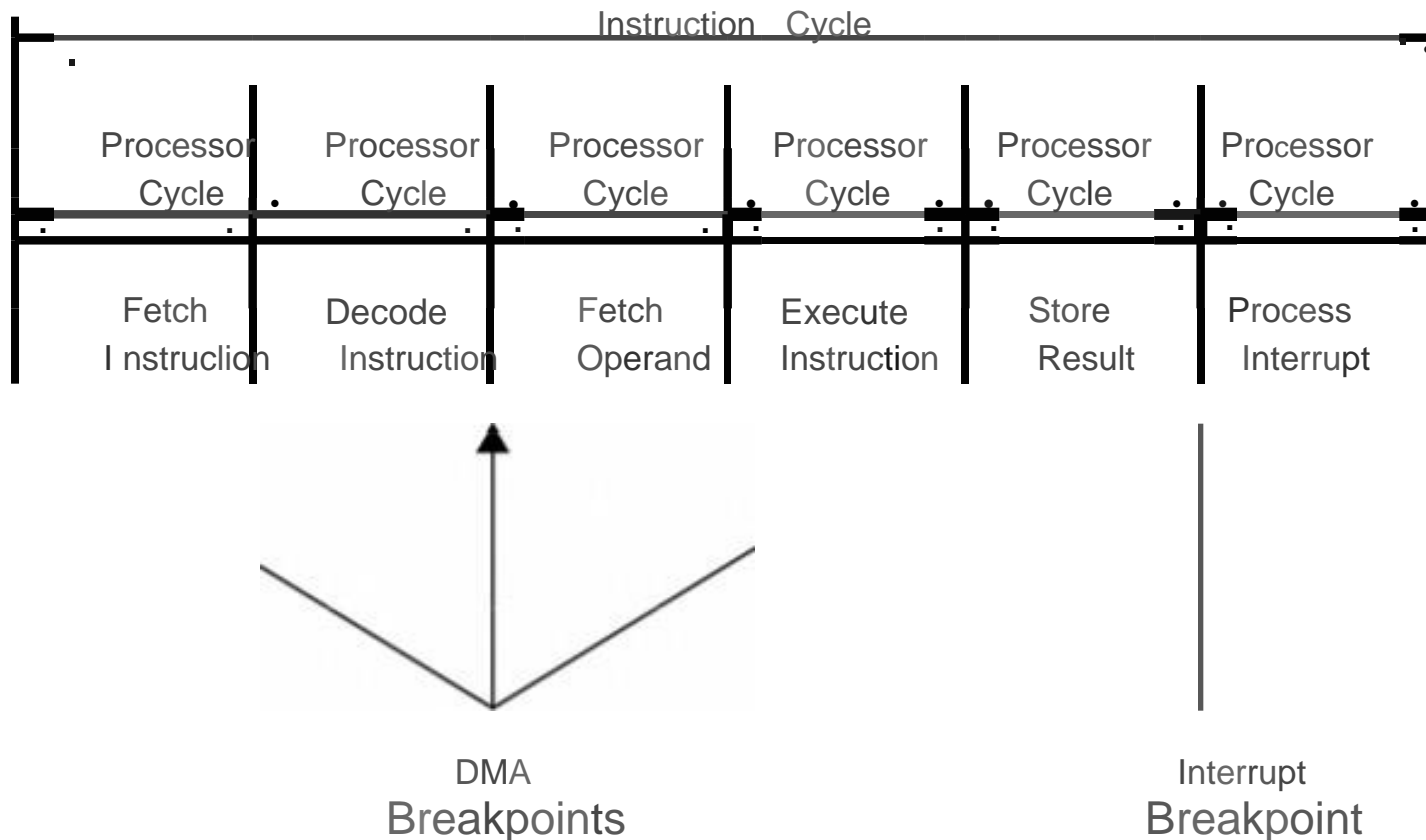 Instruction Cycle
Processor Processor Processor Processor Processor Processor
Cycle Cycle Cycle Cycle Cycle Cycle
Fetch Decode Fetch Execute Store Process
I nstruclion Instruction Operand Instruction Result Interrupt
DMA Interrupt
Breakpoints Breakpoint